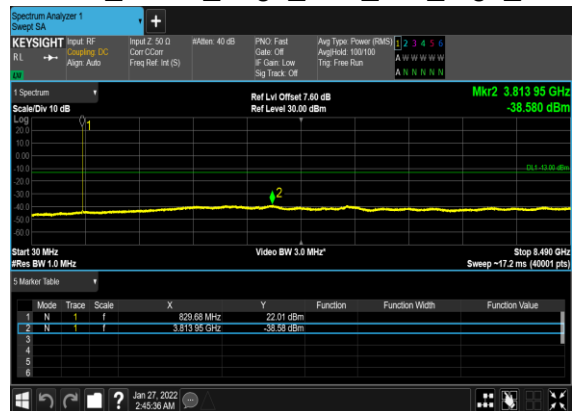 Spectrum Analyzer 1
Swept SA
+
KEYSIGHT Input: RF Input Z: 50 Ω #Atten: 40 dB PNO: Fast Avg Type: Power (RMS) 1 2 3 4 5 6
RL Coupling: DC Corr CCorr Gate: Off Avg|Hold: 100/100 A W W W W W
Align: Auto Freq Ref: Int (S) IF Gain: Low Trig: Free Run
Sig Track: Off A N N N N N
1 Spectrum Ref Lvl Offset 7.60 dB Mkr2 3.813 95 GHz
Scale/Div 10 dB Ref Level 30.00 dBm -38.580 dBm
Log
20.0 1
10.0
0.00
-10.0 DL1 -13.00 dBm
-20.0
-30.0 2
-40.0
-50.0
-60.0
Start 30 MHz Video BW 3.0 MHz* Stop 8.490 GHz
#Res BW 1.0 MHz Sweep ~17.2 ms (40001 pts)
5 Marker Table
Mode Trace Scale X Y Function Function Width Function Value
1 N 1 f 829.68 MHz 22.01 dBm
2 N 1 f 3.813 95 GHz -38.58 dBm
3
4
5
6
? Jan 27, 2022
2:45:36 AM